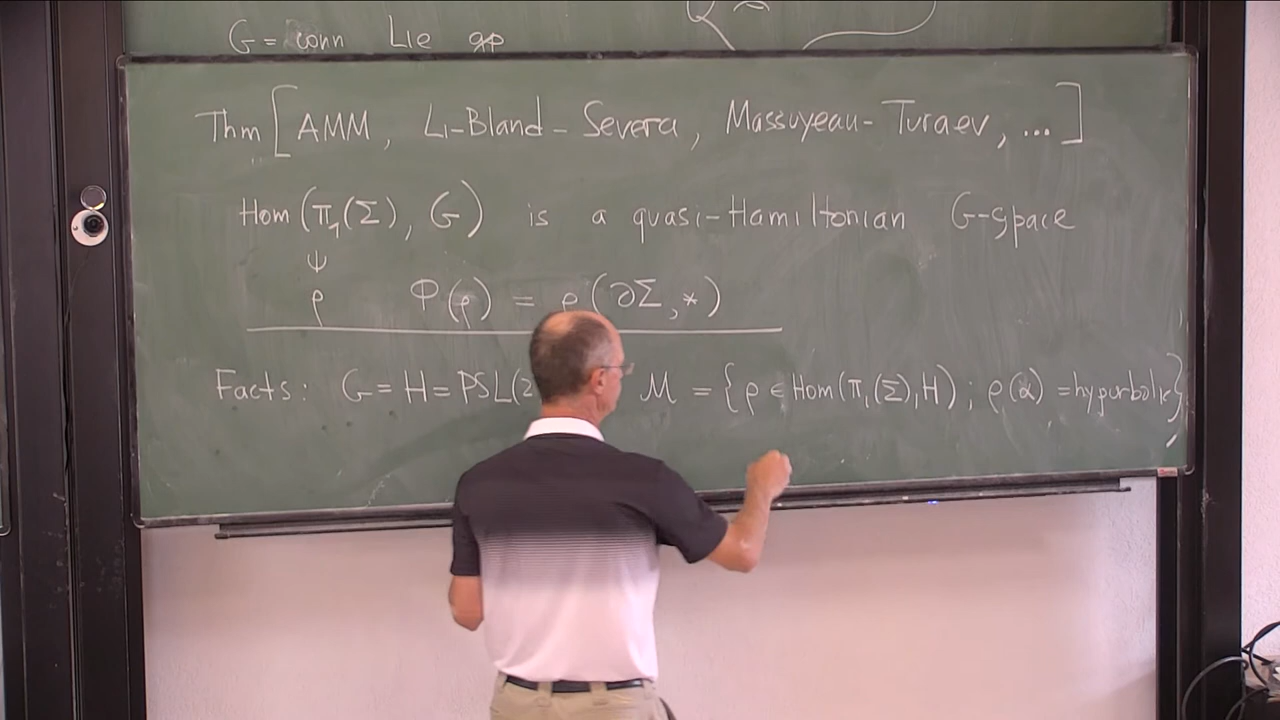 G = conn Lie gp
Thm [AMM, Li-Bland-Severa, Massuyeau-Turaev, ...]
Hom(π₁(Σ), G) is a quasi-Hamiltonian G-space
Ψ
ρ Φ(ρ) = ρ(∂Σ,*)
Facts: G=H=PSL(2 M = {ρ ∈ Hom(π₁(Σ),H); ρ(α) =hyperbolic},